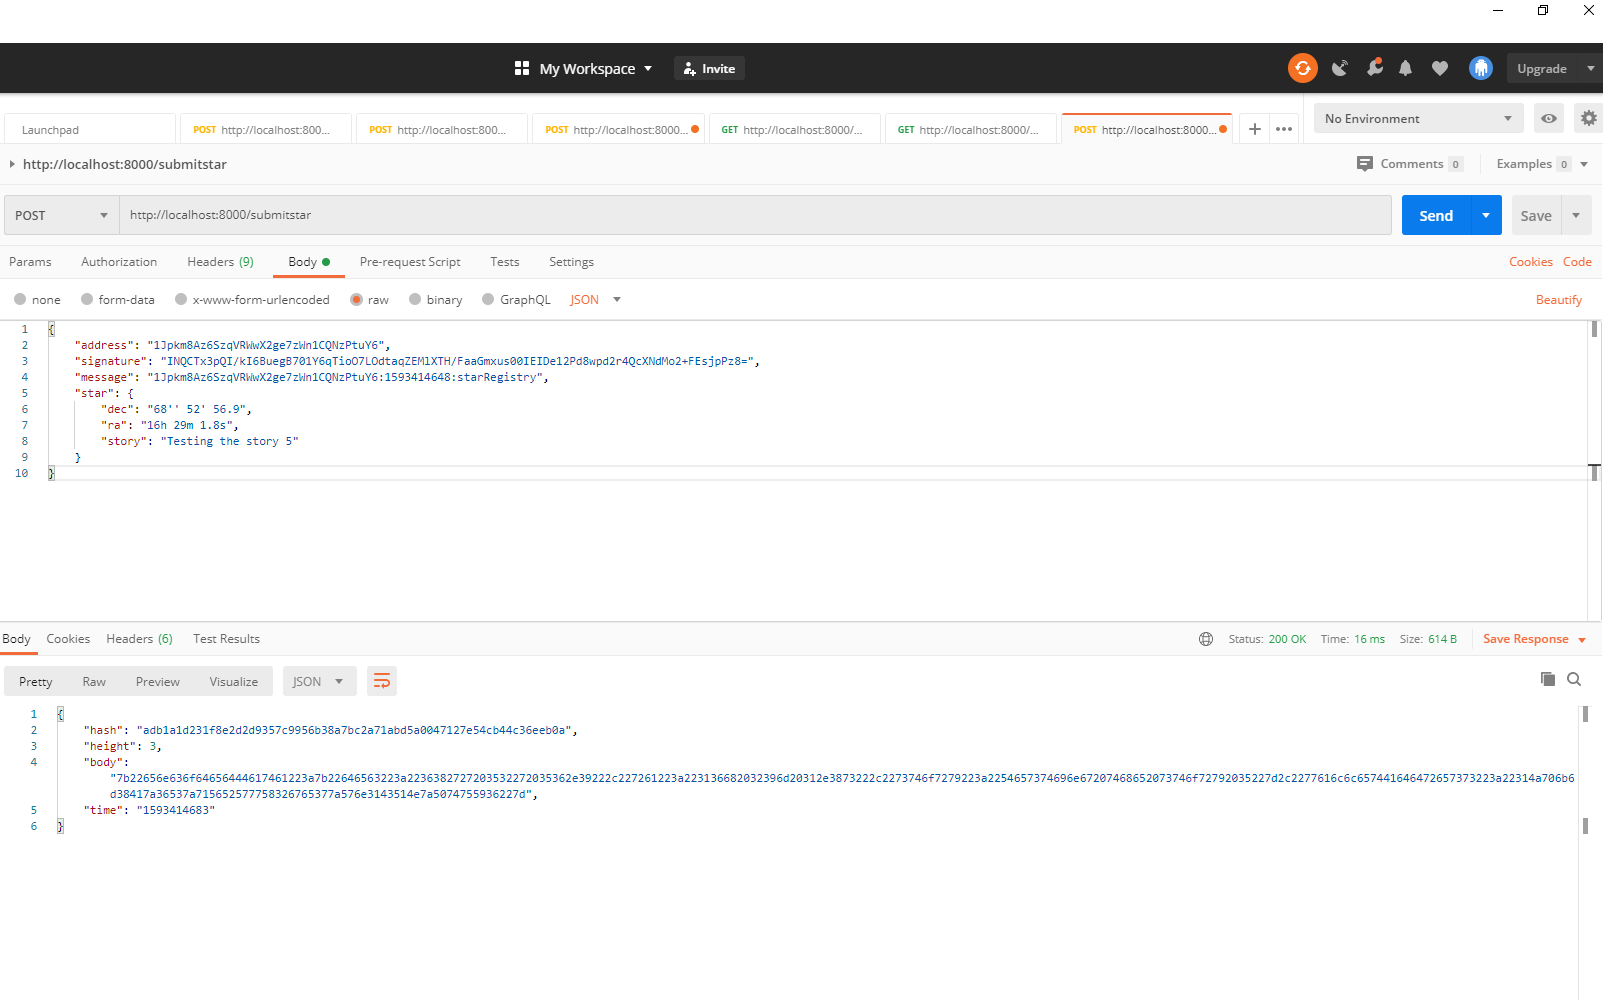 My Workspace Invite Upgrade
Launchpad POST http://localhost:800... POST http://localhost:800... POST http://localhost:8000... GET http://localhost:8000/... GET http://localhost:8000/... POST http://localhost:8000... No Environment
http://localhost:8000/submitstar Comments 0 Examples 0
POST http://localhost:8000/submitstar Send Save
Params Authorization Headers (9) Body Pre-request Script Tests Settings Cookies Code
none form-data x-www-form-urlencoded raw binary GraphQL JSON Beautify
1 {
2 "address": "1Jpkm8Az6SzqVRWwX2ge7zWn1CQNzPtuY6",
3 "signature": "INQCTx3pQI/kI6BuegB701Y6qTioO7LOdtaqZEMlXTH/FaaGmxus00IEIDe12Pd8wpd2r4QcXNdMo2+FEsjpPz8=",
4 "message": "1Jpkm8Az6SzqVRWwX2ge7zWn1CQNzPtuY6:1593414648:starRegistry",
5 "star": {
6 "dec": "68'' 52' 56.9",
7 "ra": "16h 29m 1.8s",
8 "story": "Testing the story 5"
9 }
10 }
Body Cookies Headers (6) Test Results Status: 200 OK Time: 16 ms Size: 614 B Save Response
Pretty Raw Preview Visualize JSON
1 {
2 "hash": "adb1a1d231f8e2d2d9357c9956b38a7bc2a71abd5a0047127e54cb44c36eeb0a",
3 "height": 3,
4 "body":
"7b22656e636f64656444617461223a7b22646563223a223638272720353227203536​2e39222c227261223a223136682032396d20312e3873222c2273746f7279223a2254657374696e67207468652073746f72792035227d2c2277616c6c657441646472657373223a22314a706b6
d38417a36537a715652577758326765377a576e3143514e7a5074755936227d",
5 "time": "1593414683"
6 }